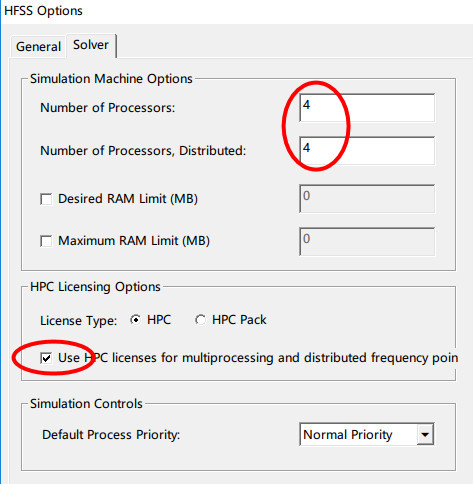 HFSS Options
General Solver
Simulation Machine Options
Number of Processors: 4
Number of Processors, Distributed: 4
Desired RAM Limit (MB) 0
Maximum RAM Limit (MB) 0
HPC Licensing Options
License Type: HPC HPC Pack
Use HPC licenses for multiprocessing and distributed frequency poin
Simulation Controls
Default Process Priority: Normal Priority